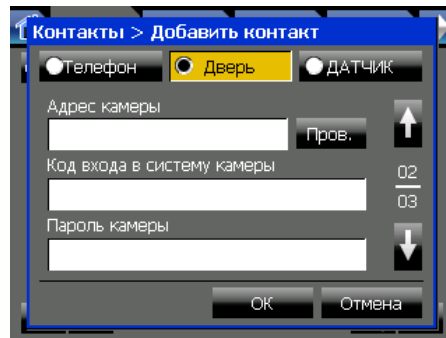 Контакты > Добавить контакт
Телефон
Дверь
ДАТЧИК
Адрес камеры
Пров.
Код входа в систему камеры
02
03
Пароль камеры
ОК
Отмена